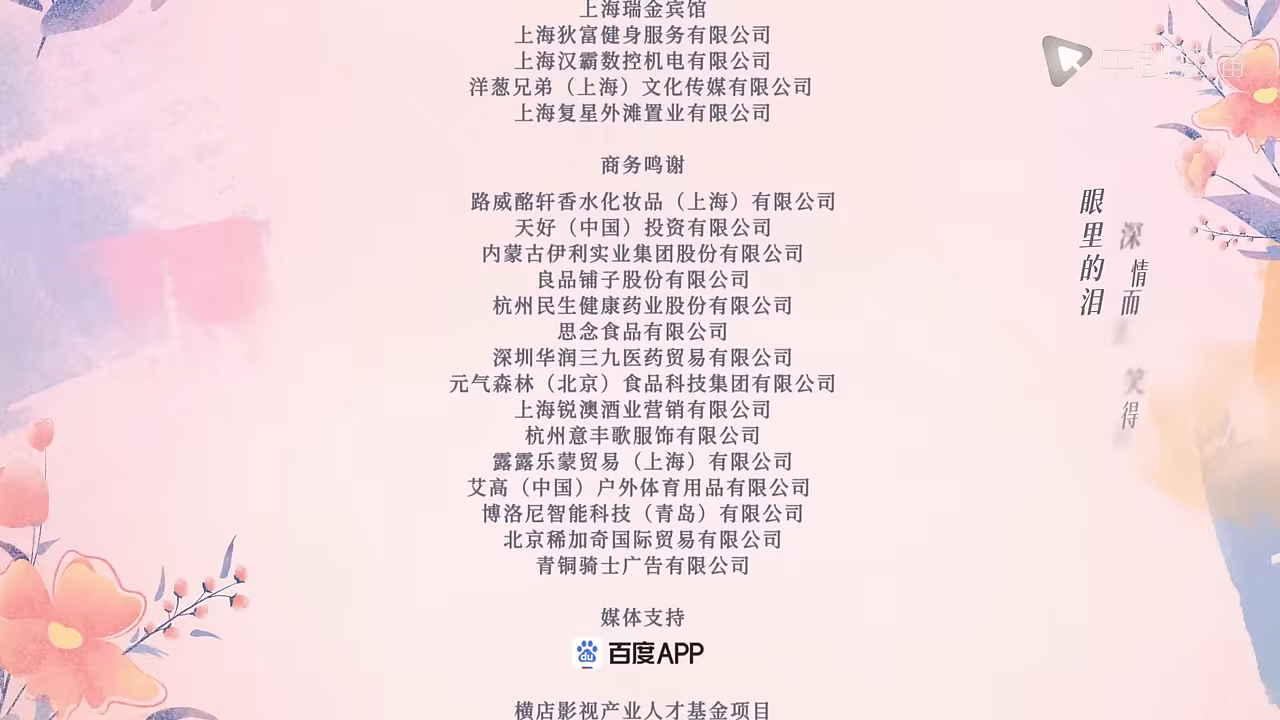 上海瑞金宾馆
上海狄富健身服务有限公司
上海汉霸数控机电有限公司
洋葱兄弟（上海）文化传媒有限公司
上海复星外滩置业有限公司
商务鸣谢
路威酩轩香水化妆品（上海）有限公司
天好（中国）投资有限公司
内蒙古伊利实业集团股份有限公司
良品铺子股份有限公司
杭州民生健康药业股份有限公司
思念食品有限公司
深圳华润三九医药贸易有限公司
元气森林（北京）食品科技集团有限公司
上海锐澳酒业营销有限公司
杭州意丰歌服饰有限公司
露露乐蒙贸易（上海）有限公司
艾高（中国）户外体育用品有限公司
博洛尼智能科技（青岛）有限公司
北京稀加奇国际贸易有限公司
青铜骑士广告有限公司
媒体支持
du 百度APP
横店影视产业人才基金项目
眼里的泪
深情而
笑得